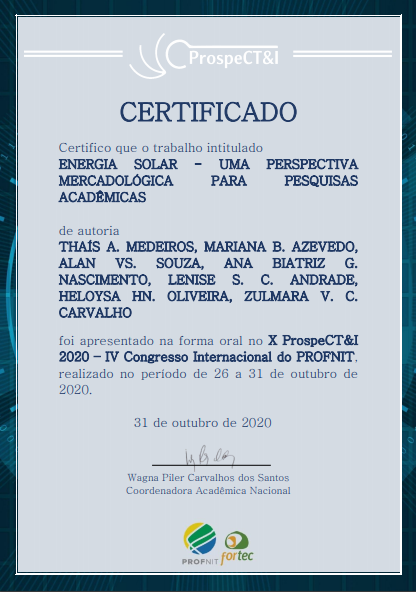 ProspeCT&I
CERTIFICADO
Certifico que o trabalho intitulado
ENERGIA SOLAR – UMA PERSPECTIVA
MERCADOLÓGICA PARA PESQUISAS
ACADÊMICAS
de autoria
THAÍS A. MEDEIROS, MARIANA B. AZEVEDO,
ALAN VS. SOUZA, ANA BIATRIZ G.
NASCIMENTO, LENISE S. C. ANDRADE,
HELOYSA HN. OLIVEIRA, ZULMARA V. C.
CARVALHO
foi apresentado na forma oral no X ProspeCT&I
2020 – IV Congresso Internacional do PROFNIT.
realizado no período de 26 a 31 de outubro de
2020.
31 de outubro de 2020
Wagna Piler Carvalhos dos Santos
Coordenadora Acadêmica Nacional
PROFNIT
fortec